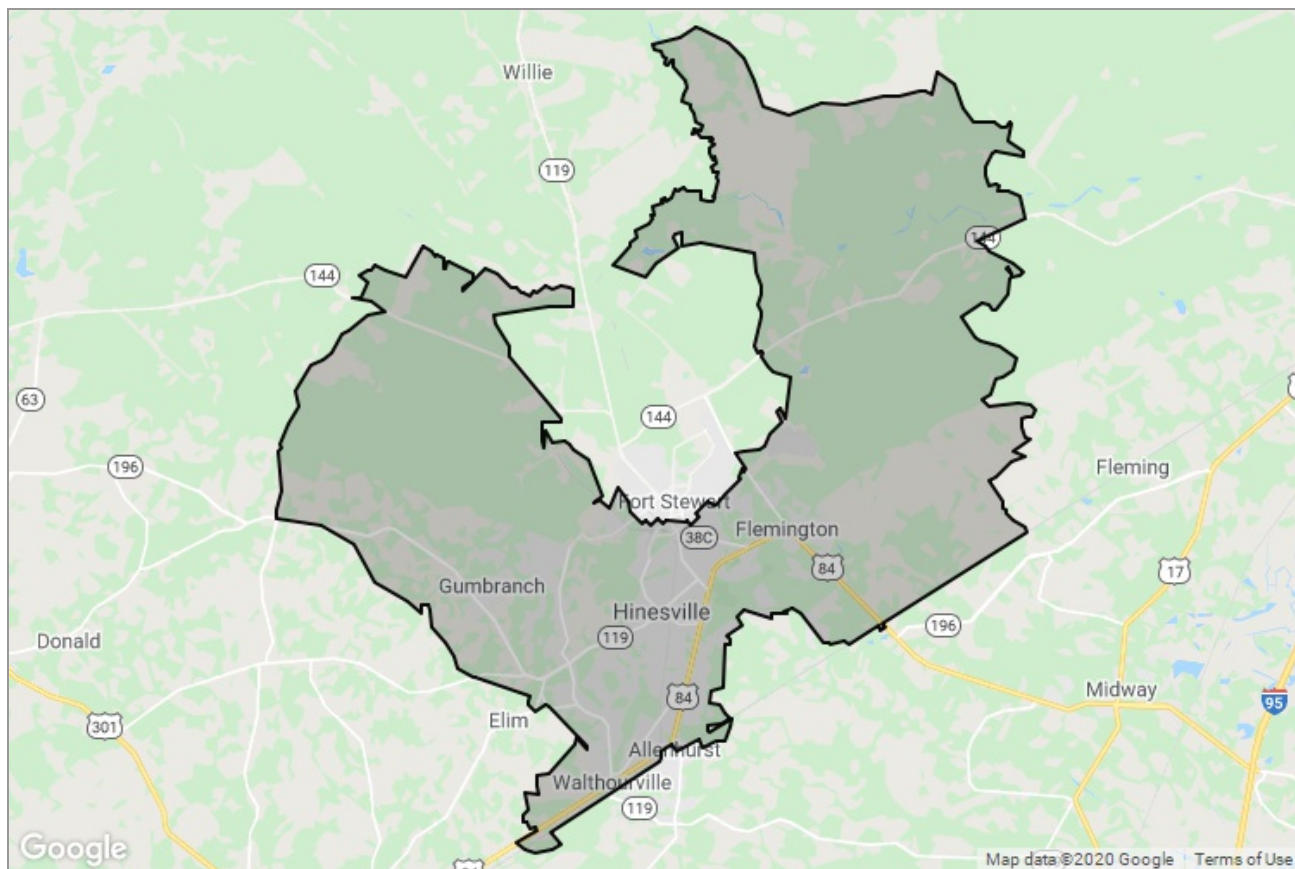 Willie
119
144
144
63
144
196
Fleming
Fort Stewart
38C
Flemington
84
17
Gumbranch
Hinesville
119
196
Donald
84
Midway
95
301
Elim
Allenhurst
Walthourville
119
Google
Map data ©2020 Google
Terms of Use